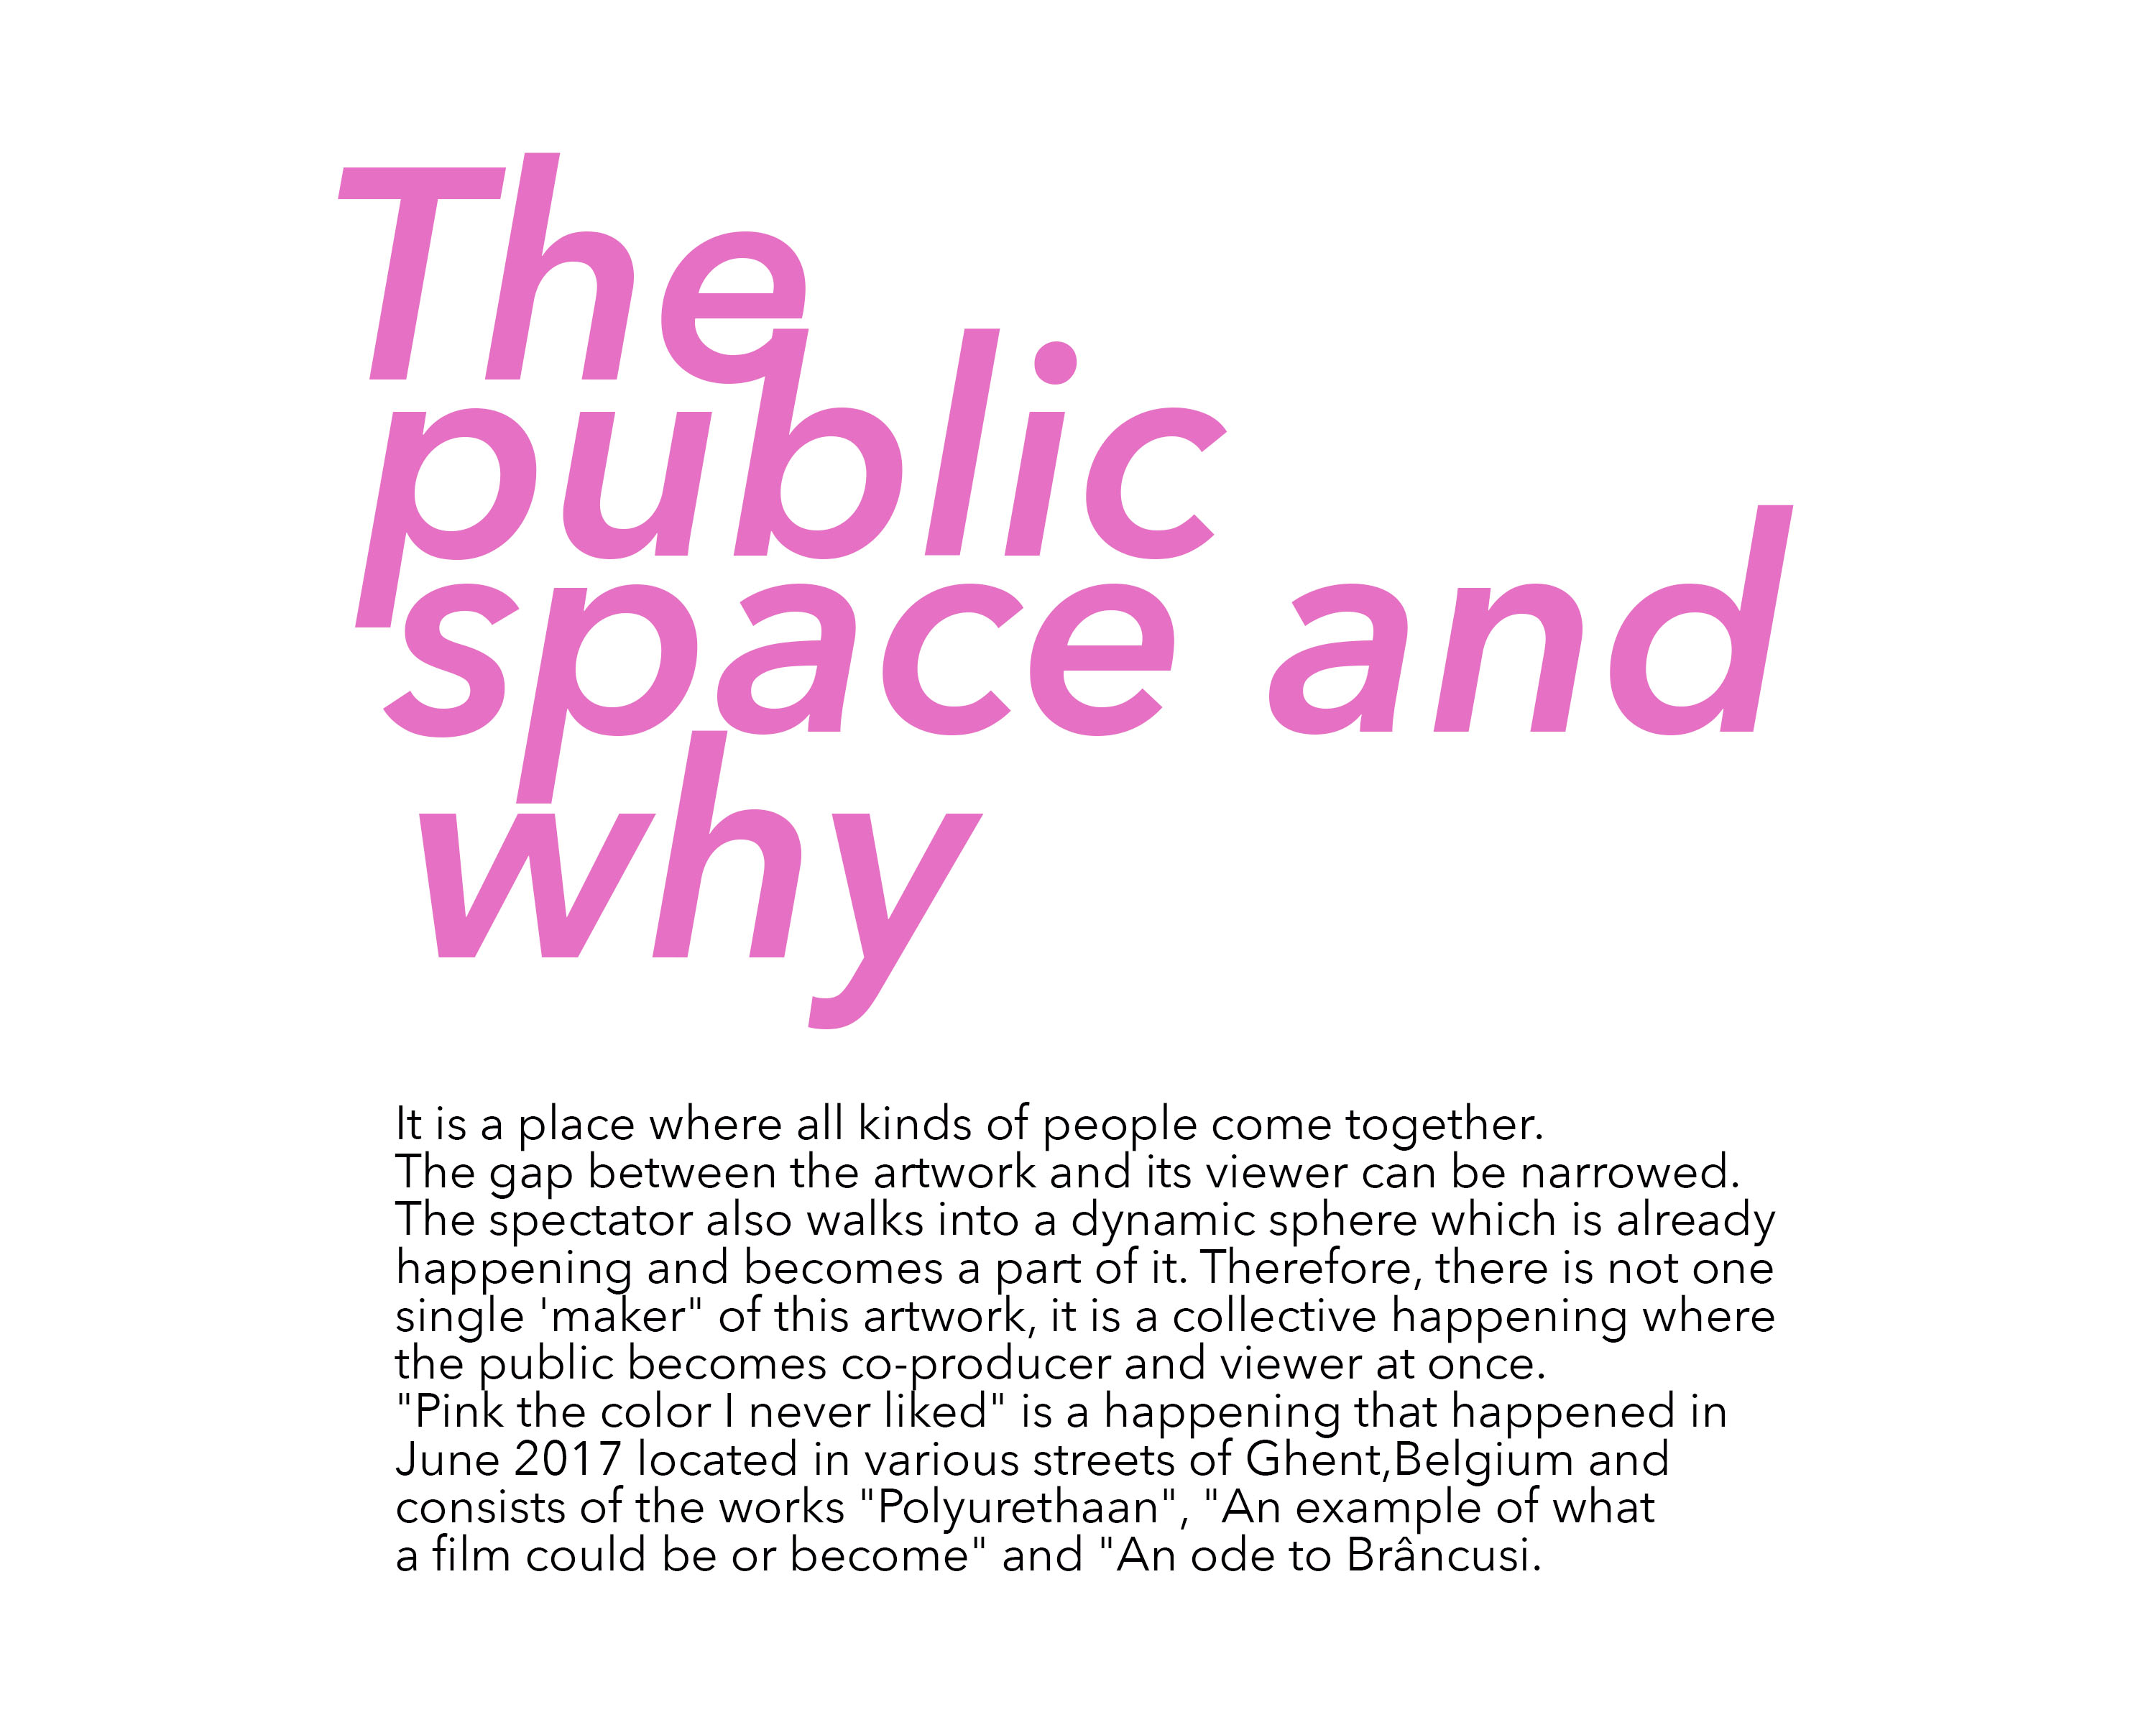 The
public
space and
why
It is a place where all kinds of people come together.
The gap between the artwork and its viewer can be narrowed.
The spectator also walks into a dynamic sphere which is already
happening and becomes a part of it. Therefore, there is not one
single 'maker" of this artwork, it is a collective happening where
the public becomes co-producer and viewer at once.
"Pink the color I never liked" is a happening that happened in
June 2017 located in various streets of Ghent,Belgium and
consists of the works "Polyurethaan", "An example of what
a film could be or become" and "An ode to Brâncusi.